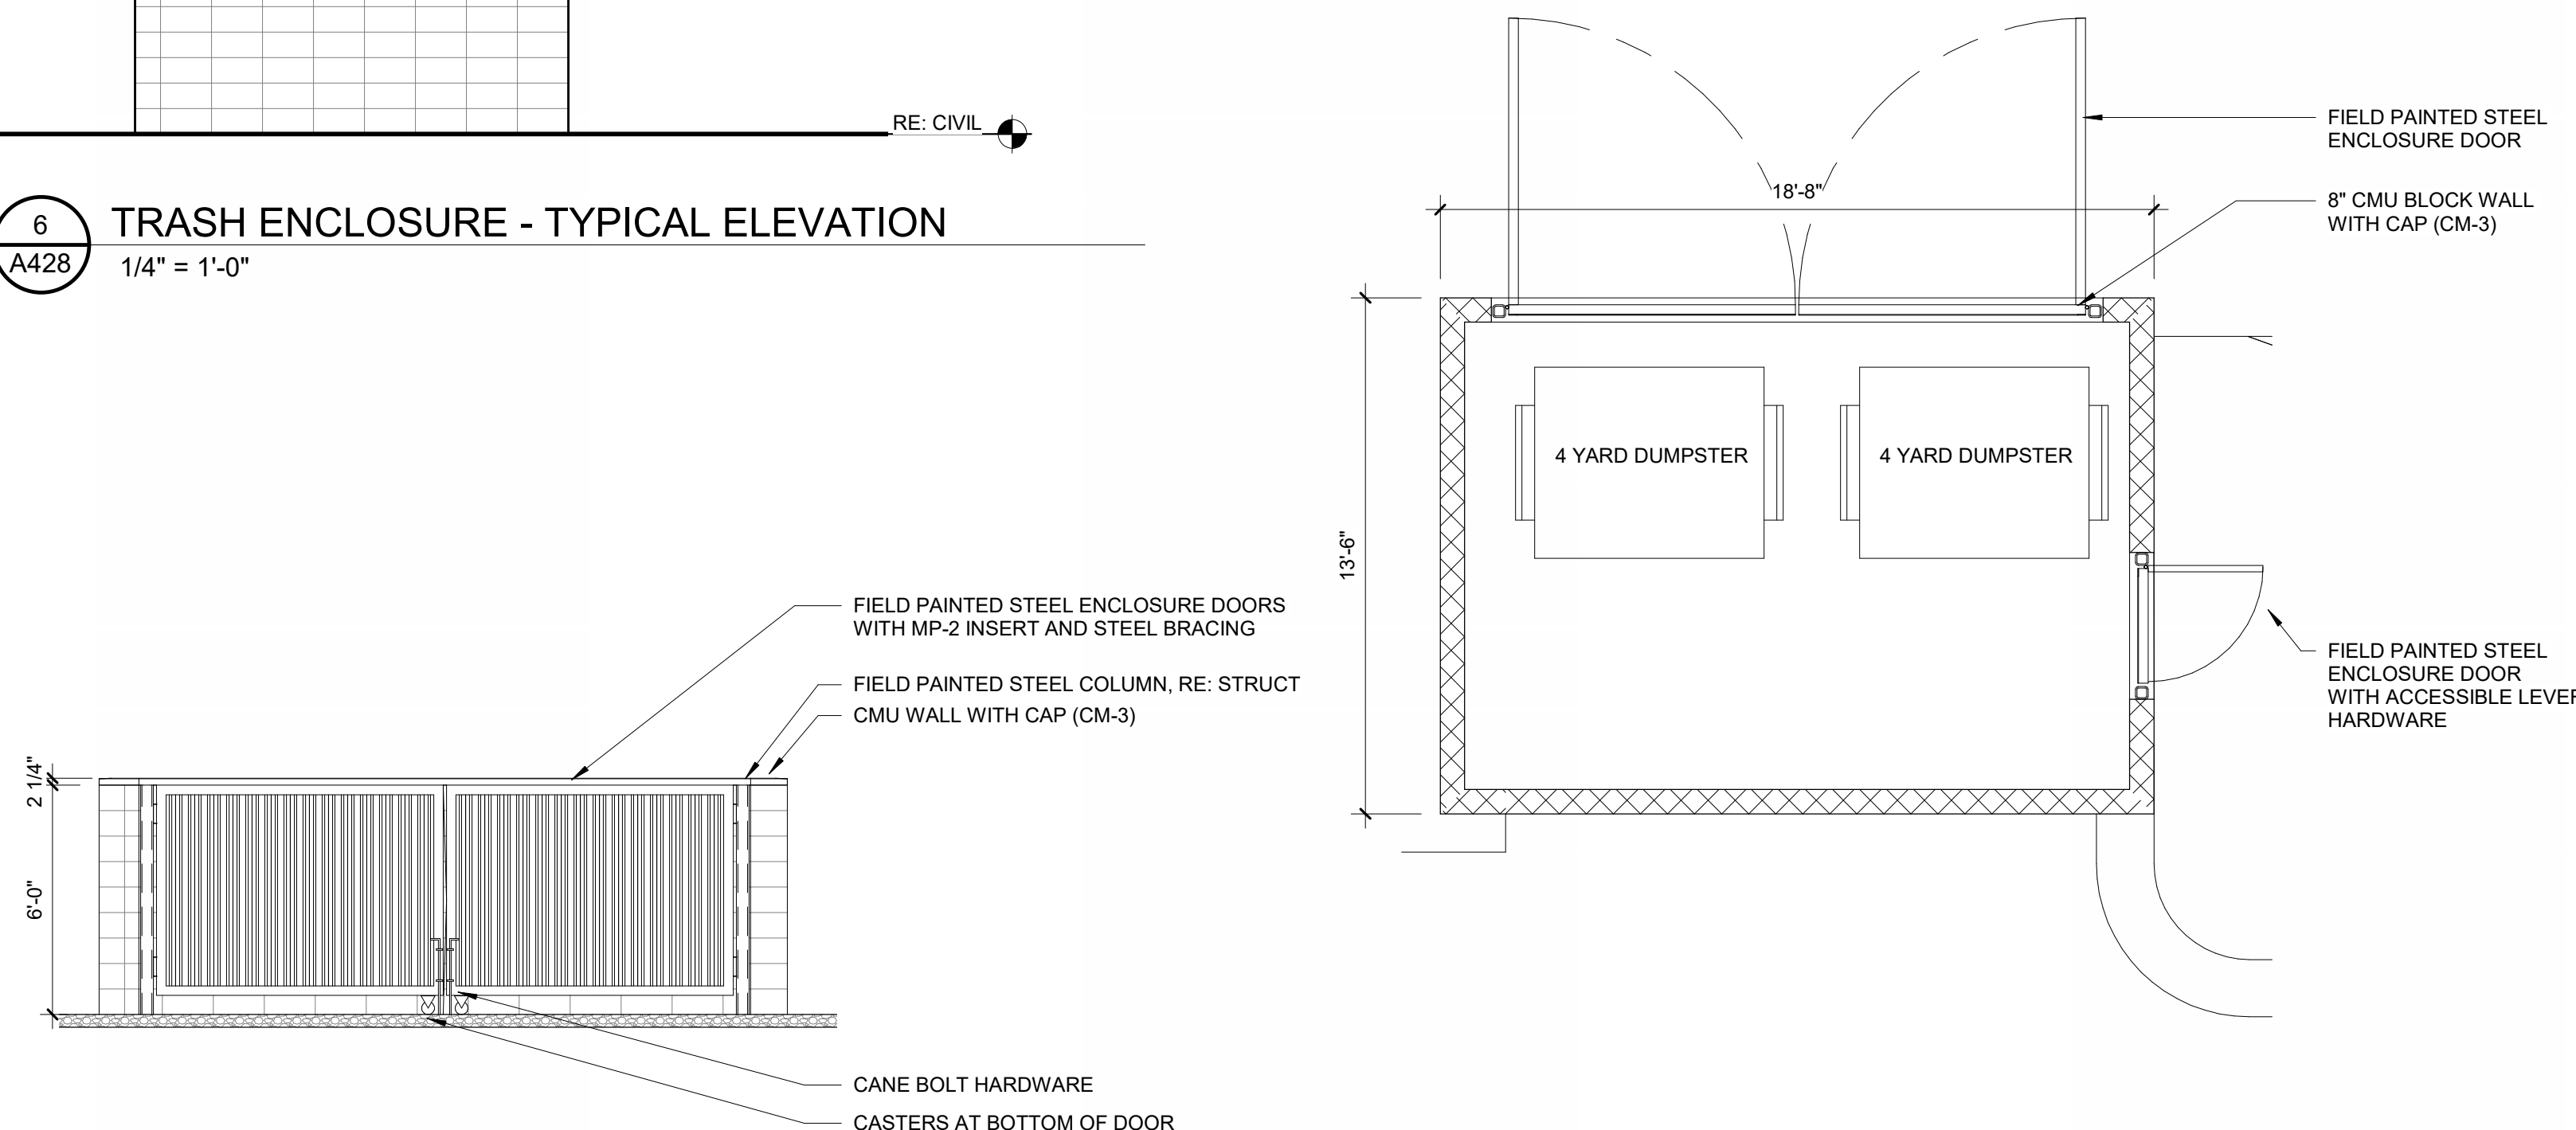 RE: CIVIL
6
A428
TRASH ENCLOSURE - TYPICAL ELEVATION
1/4" = 1'-0"
18'-8"
13'-6"
FIELD PAINTED STEEL
ENCLOSURE DOOR
8" CMU BLOCK WALL
WITH CAP (CM-3)
4 YARD DUMPSTER
4 YARD DUMPSTER
FIELD PAINTED STEEL
ENCLOSURE DOOR
WITH ACCESSIBLE LEVER
HARDWARE
FIELD PAINTED STEEL ENCLOSURE DOORS
WITH MP-2 INSERT AND STEEL BRACING
FIELD PAINTED STEEL COLUMN, RE: STRUCT
CMU WALL WITH CAP (CM-3)
2 1/4"
6'-0"
CANE BOLT HARDWARE
CASTERS AT BOTTOM OF DOOR